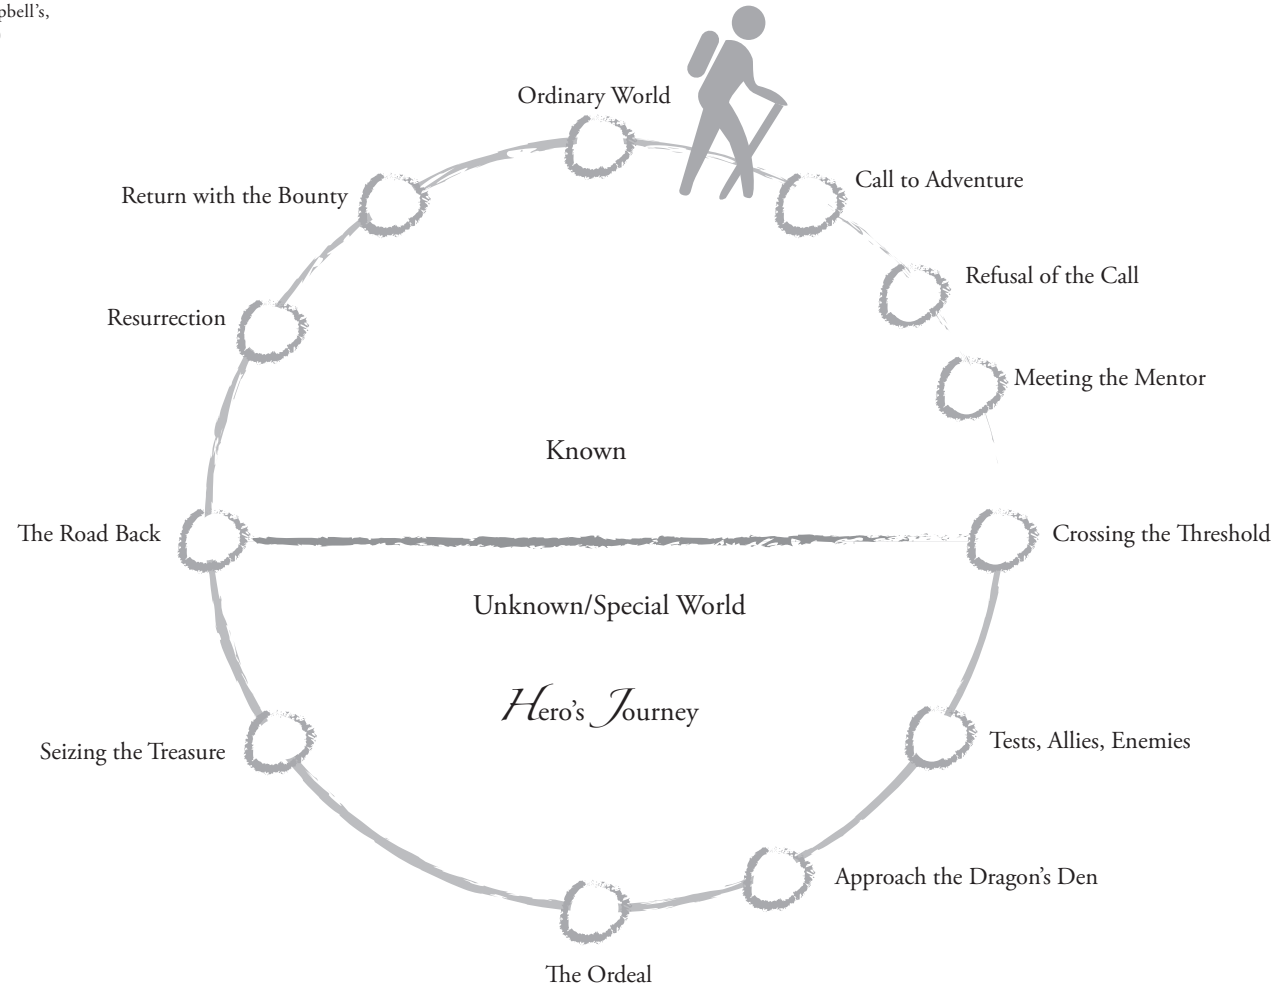 pbell's,
Ordinary World
Call to Adventure
Return with the Bounty
Refusal of the Call
Resurrection
Meeting the Mentor
Known
The Road Back
Crossing the Threshold
Unknown/Special World
Hero's Journey
Tests, Allies, Enemies
Seizing the Treasure
Approach the Dragon's Den
The Ordeal